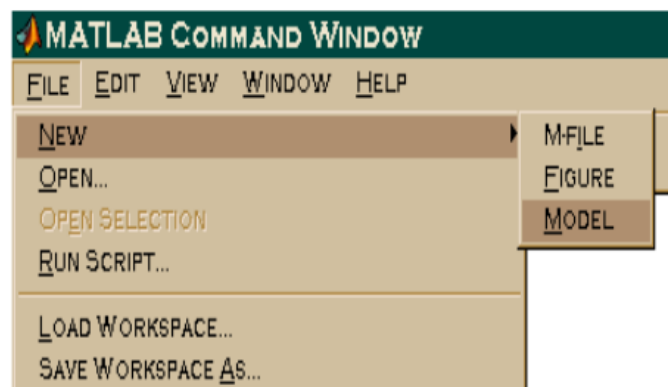 MATLAB COMMAND WINDOW
FILE EDIT VIEW WINDOW HELP
NEW
OPEN...
OPEN SELECTION
RUN SCRIPT...
LOAD WORKSPACE...
SAVE WORKSPACE AS...
M-FILE
FIGURE
MODEL